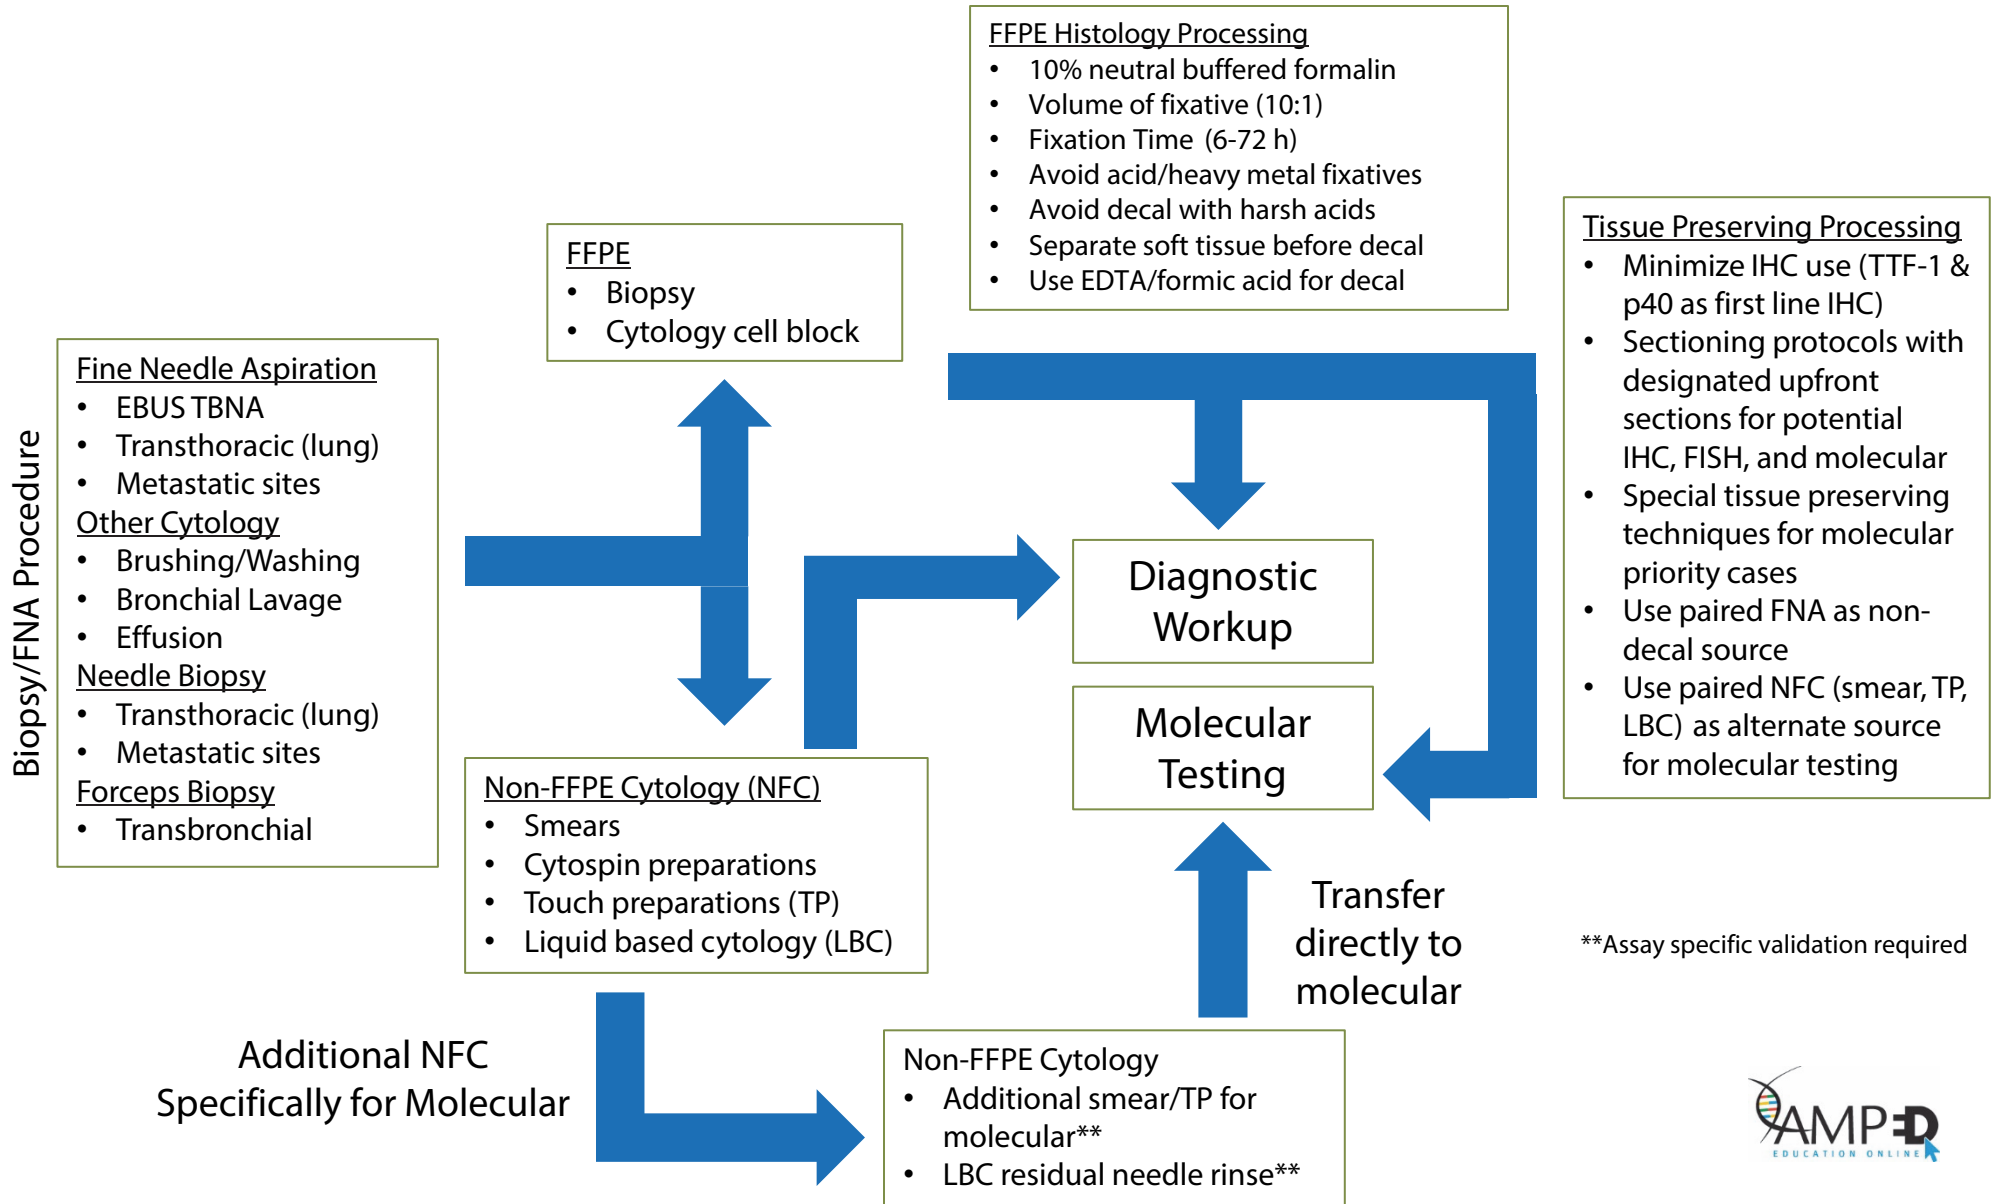 Biopsy/FNA Procedure
Fine Needle Aspiration
• EBUS TBNA
• Transthoracic (lung)
• Metastatic sites
Other Cytology
• Brushing/Washing
• Bronchial Lavage
• Effusion
Needle Biopsy
• Transthoracic (lung)
• Metastatic sites
Forceps Biopsy
• Transbronchial
FFPE
• Biopsy
• Cytology cell block
FFPE Histology Processing
• 10% neutral buffered formalin
• Volume of fixative (10:1)
• Fixation Time (6-72 h)
• Avoid acid/heavy metal fixatives
• Avoid decal with harsh acids
• Separate soft tissue before decal
• Use EDTA/formic acid for decal
Tissue Preserving Processing
• Minimize IHC use (TTF-1 &
p40 as first line IHC)
• Sectioning protocols with
designated upfront
sections for potential
IHC, FISH, and molecular
• Special tissue preserving
techniques for molecular
priority cases
• Use paired FNA as non-
decal source
• Use paired NFC (smear, TP,
LBC) as alternate source
for molecular testing
Diagnostic
Workup
Molecular
Testing
Non-FFPE Cytology (NFC)
• Smears
• Cytospin preparations
• Touch preparations (TP)
• Liquid based cytology (LBC)
Transfer
directly to
molecular
**Assay specific validation required
Additional NFC
Specifically for Molecular
Non-FFPE Cytology
• Additional smear/TP for
molecular**
• LBC residual needle rinse**
AMPED
EDUCATION ONLINE